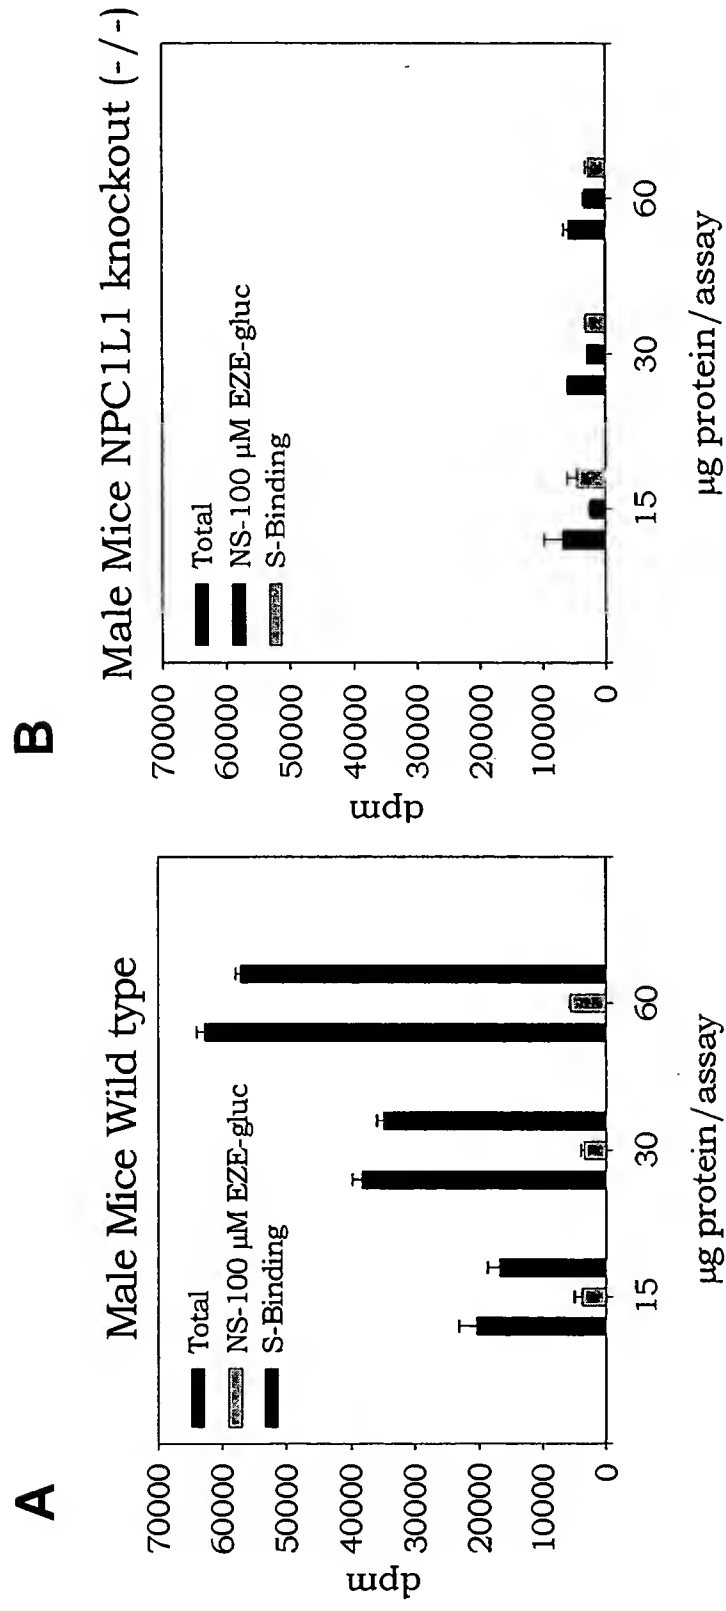 A
Male Mice Wild type
Total
NS-100 µM EZE-gluc
S-Binding
70000
60000
50000
40000
30000
20000
10000
0
dpm
15
30
60
µg protein/assay
B
Male Mice NPC1L1 knockout (-/-)
Total
NS-100 µM EZE-gluc
S-Binding
70000
60000
50000
40000
30000
20000
10000
0
dpm
15
30
60
µg protein/assay